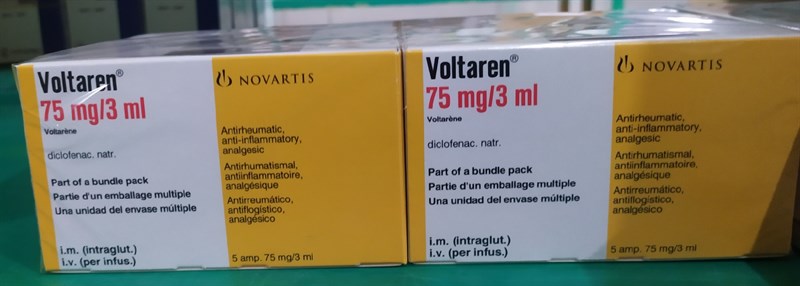 Voltaren®
75 mg/3 ml
Voltarène
diclofenac. natr.
Part of a bundle pack
Partie d'un emballage multiple
Una unidad del envase múltiple
i.m. (intraglut.)
i.v. (per infus.)
NOVARTIS
Antirheumatic,
anti-inflammatory,
analgesic
Antirhumatismal,
antiinflammatoire,
analgésique
Antirreumático,
antiflogístico,
analgésico
5 amp. 75 mg/3 ml
Voltaren®
75 mg/3 ml
Voltarène
diclofenac. natr.
Part of a bundle pack
Partie d'un emballage multiple
Una unidad del envase múltiple
i.m. (intraglut.)
i.v. (per infus.)
NOVARTIS
Antirheumatic,
anti-inflammatory,
analgesic
Antirhumatismal,
antiinflammatoire,
analgésique
Antirreumático,
antiflogístico,
analgésico
5 amp. 75 mg/3 ml